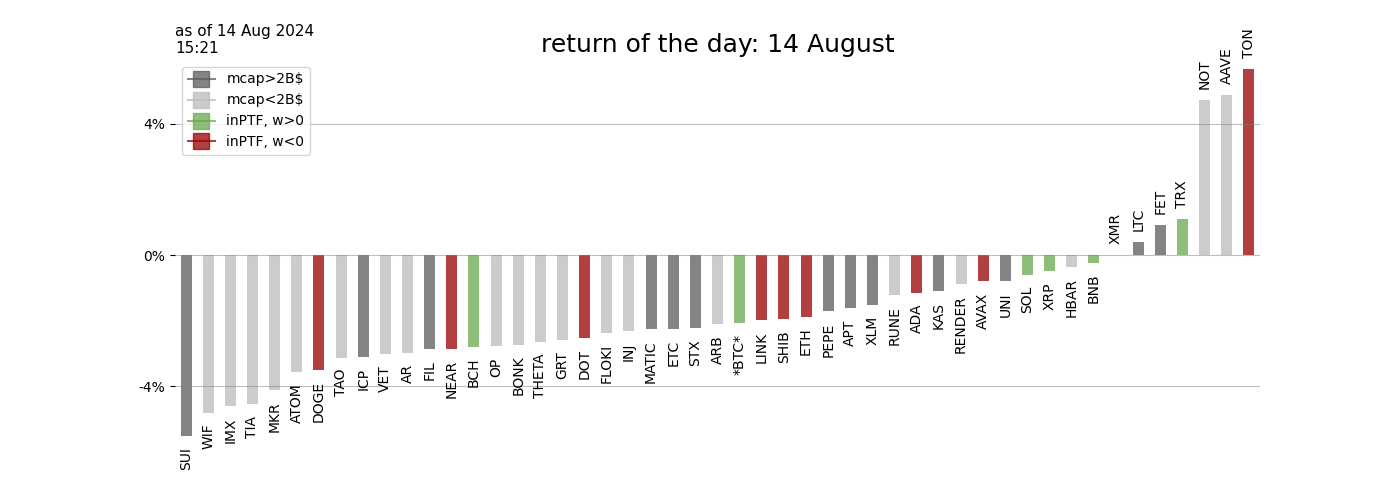 as of 14 Aug 2024
15:21
return of the day: 14 August
mcap>2B$
mcap<2B$
inPTF, w>0
inPTF, w<0
4%
0%
-4%
SUI
WIF
IMX
TIA
MKR
ATOM
DOGE
TAO
ICP
VET
AR
FIL
NEAR
BCH
OP
BONK
THETA
GRT
DOT
FLOKI
INJ
MATIC
ETC
STX
ARB
*BTC*
LINK
SHIB
ETH
PEPE
APT
XLM
RUNE
ADA
KAS
RENDER
AVAX
UNI
SOL
XRP
HBAR
BNB
XMR
LTC
FET
TRX
NOT
AAVE
TON